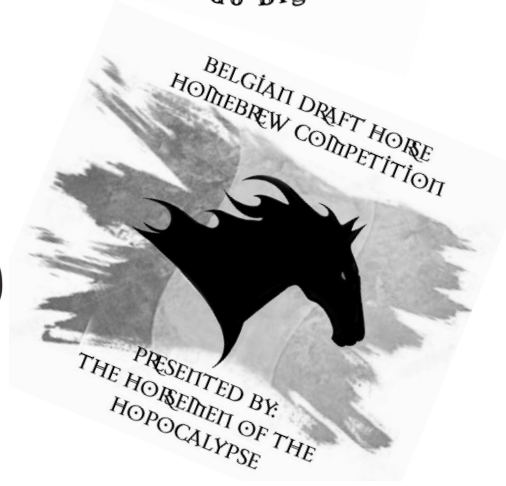 BELGIAN DRAFT HORSE
HOMEBREW COMPETITION
PRESENTED BY:
THE HORSEMEN OF THE
HOPOCALYPSE